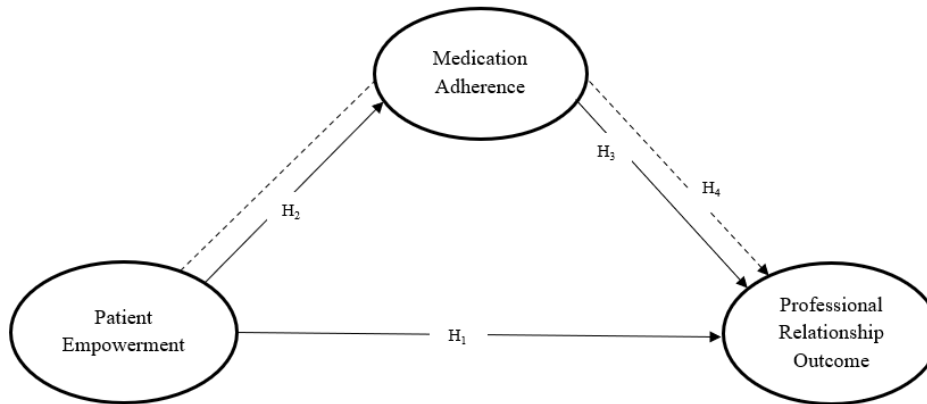 Medication
Adherence
H₃
H₄
H₂
Patient
Empowerment
H₁
Professional
Relationship
Outcome